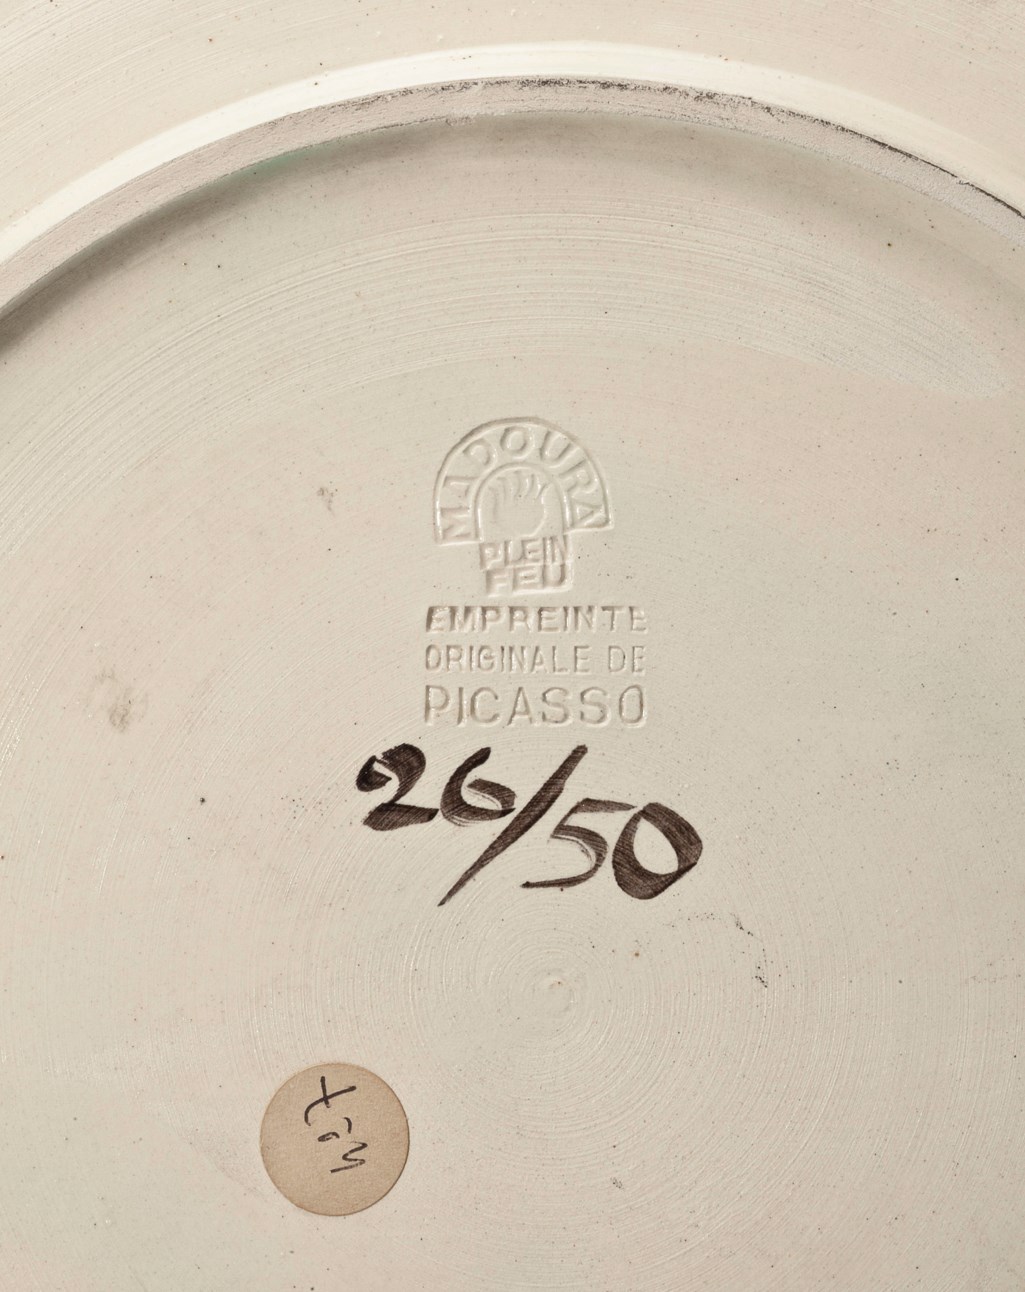 MADOURA
PLEIN
FEU
EMPREINTE
ORIGINALE DE
PICASSO
26/50